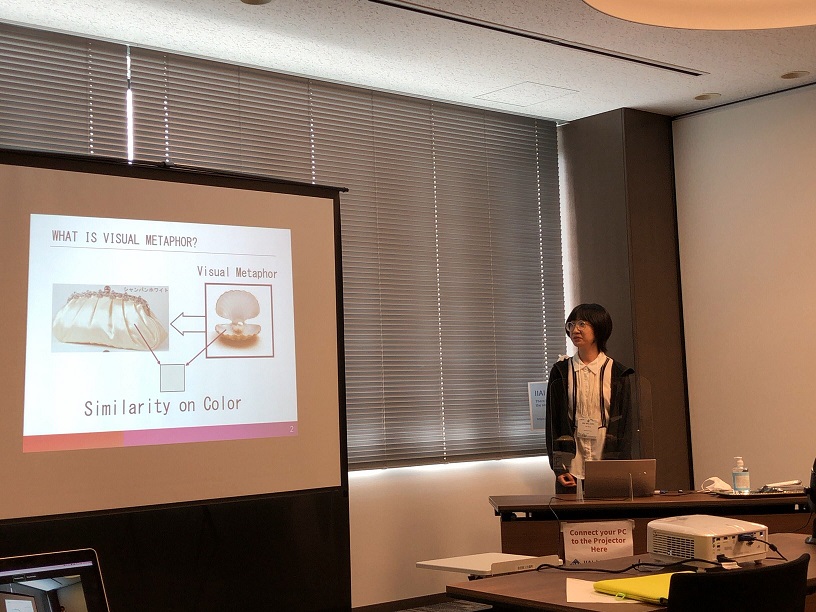 WHAT IS VISUAL METAPHOR?
Visual Metaphor
シャンパンホワイト
Similarity on Color
2
IIAI
Connect your PC
to the Projector
Here